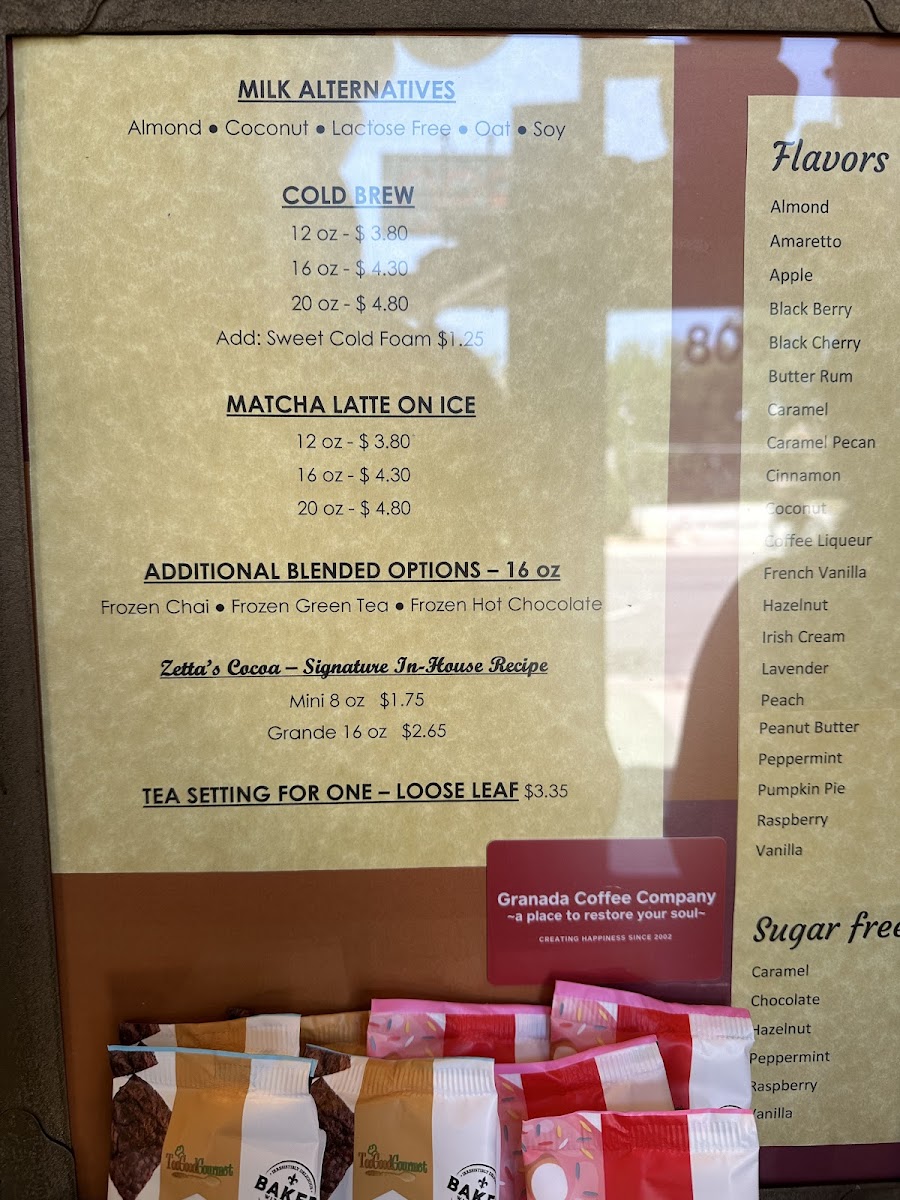 MILK ALTERNATIVES
Almond ● Coconut ● Lactose Free ● Oat ● Soy
COLD BREW
12 oz - $ 3.80
16 oz - $ 4.30
20 oz - $ 4.80
Add: Sweet Cold Foam $1.25
MATCHA LATTE ON ICE
12 oz - $ 3.80
16 oz - $ 4.30
20 oz - $ 4.80
ADDITIONAL BLENDED OPTIONS – 16 oz
Frozen Chai ● Frozen Green Tea ● Frozen Hot Chocolate
Zetta's Cocoa – Signature In-House Recipe
Mini 8 oz $1.75
Grande 16 oz $2.65
TEA SETTING FOR ONE – LOOSE LEAF $3.35
Flavors
Almond
Amaretto
Apple
Black Berry
Black Cherry
Butter Rum
Caramel
Caramel Pecan
Cinnamon
Coconut
Coffee Liqueur
French Vanilla
Hazelnut
Irish Cream
Lavender
Peach
Peanut Butter
Peppermint
Pumpkin Pie
Raspberry
Vanilla
Sugar free
Caramel
Chocolate
Hazelnut
Peppermint
Raspberry
Vanilla
80
Granada Coffee Company
~a place to restore your soul~
CREATING HAPPINESS SINCE 2002
TooGoodGourmet
TooGoodGourmet